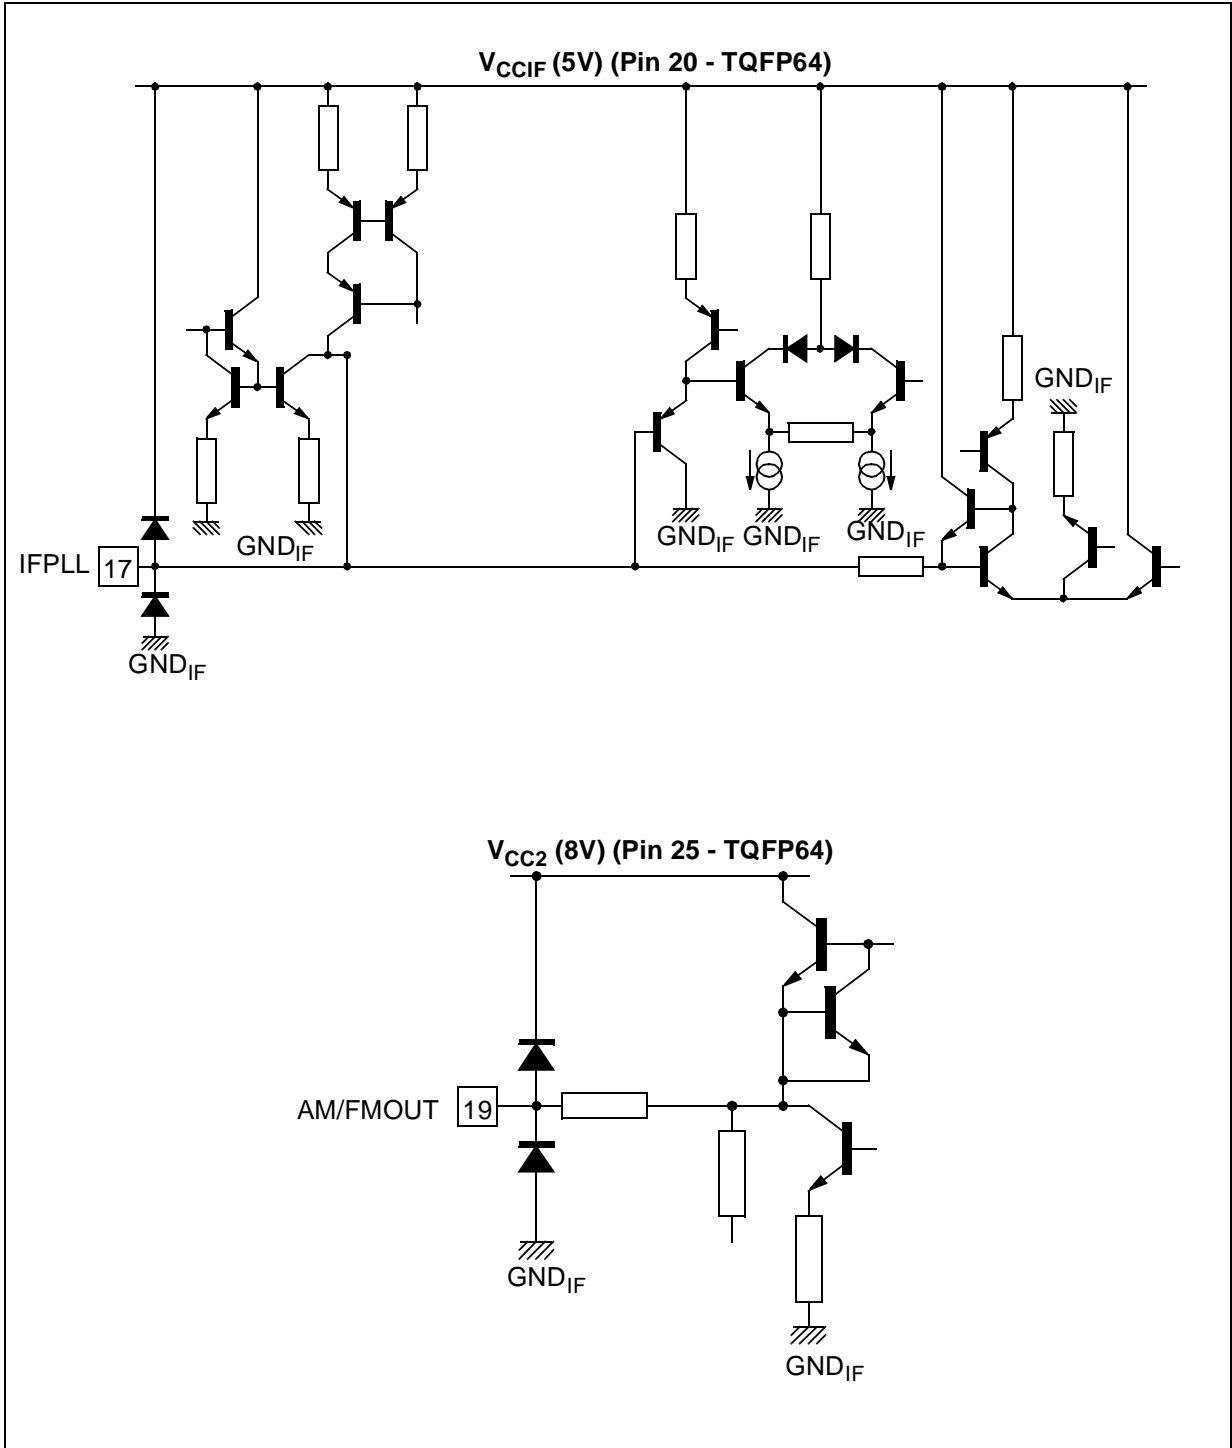 VCCIF (5V) (Pin 20 - TQFP64)
GNDIF
GNDIF
GNDIF GNDIF GNDIF
IFPLL 17
GNDIF
VCC2 (8V) (Pin 25 - TQFP64)
AM/FMOUT 19
GNDIF
GNDIF